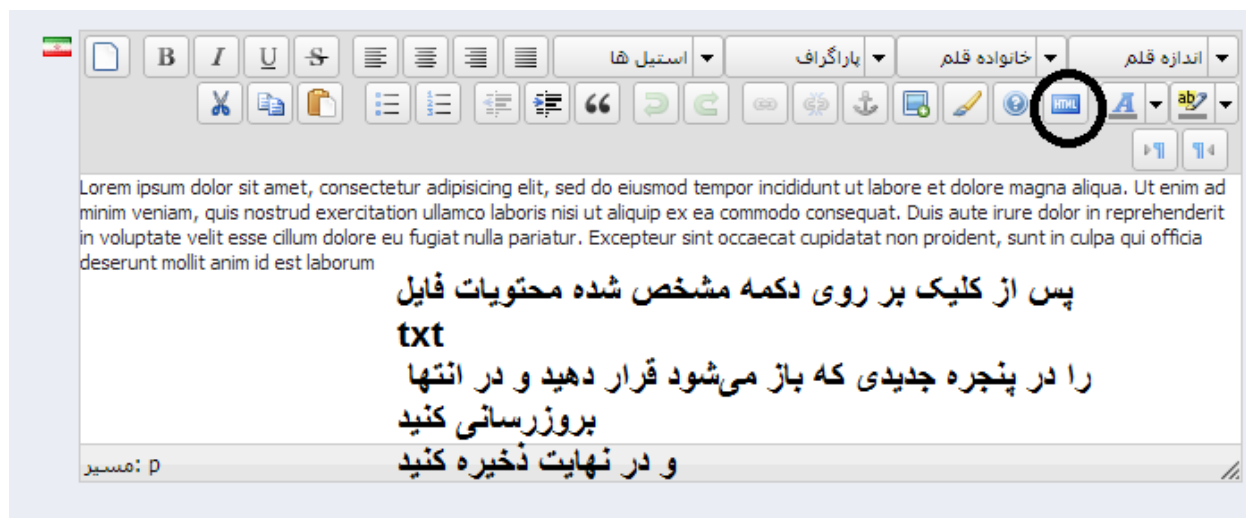 B I U S استیل ها پاراگراف خانواده قلم اندازه قلم
HTML A ab
Lorem ipsum dolor sit amet, consectetur adipisicing elit, sed do eiusmod tempor incididunt ut labore et dolore magna aliqua. Ut enim ad
minim veniam, quis nostrud exercitation ullamco laboris nisi ut aliquip ex ea commodo consequat. Duis aute irure dolor in reprehenderit
in voluptate velit esse cillum dolore eu fugiat nulla pariatur. Excepteur sint occaecat cupidatat non proident, sunt in culpa qui officia
deserunt mollit anim id est laborum
پس از کلیک بر روی دکمه مشخص شده محتویات فایل
txt
را در پنجره جدیدی که باز می‌شود قرار دهید و در انتها
بروزرسانی کنید
و در نهایت ذخیره کنید
مسیر: p